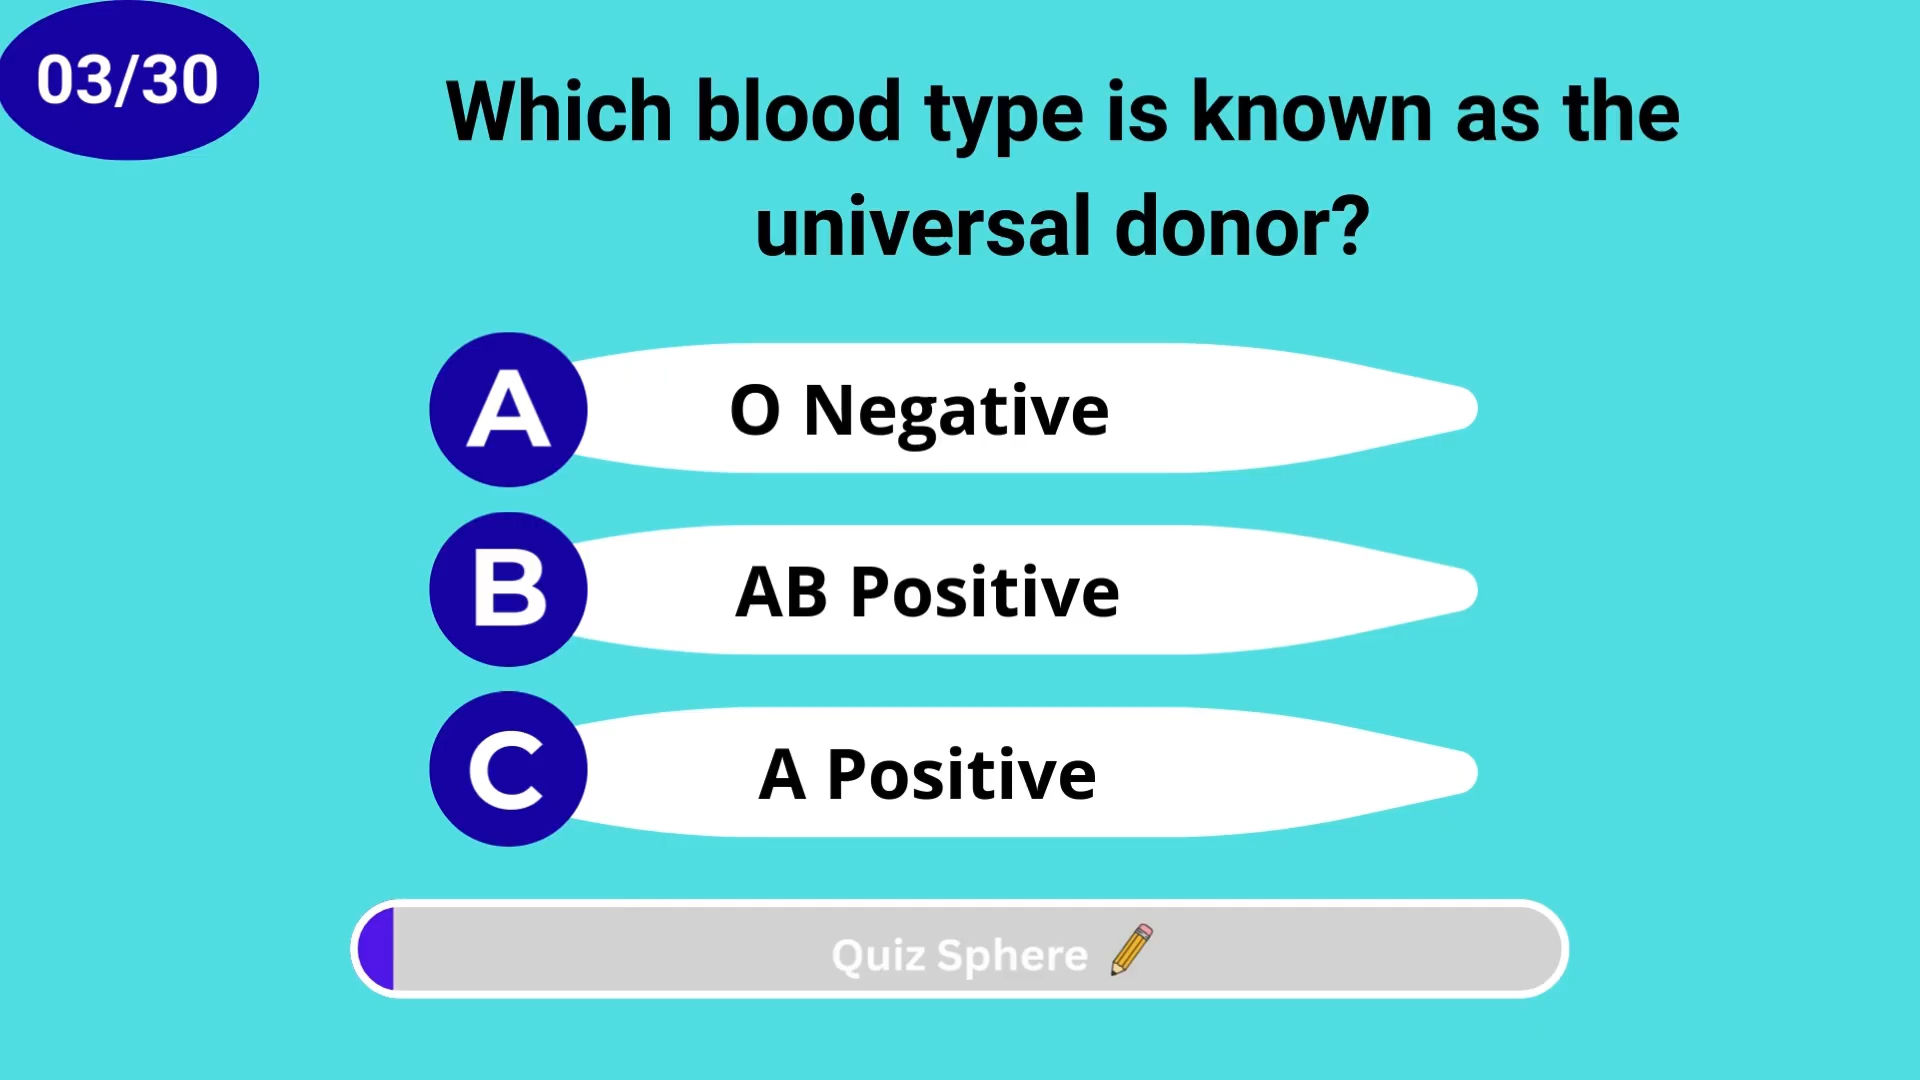 03/30
Which blood type is known as the
universal donor?
A O Negative
B AB Positive
C A Positive
Quiz Sphere